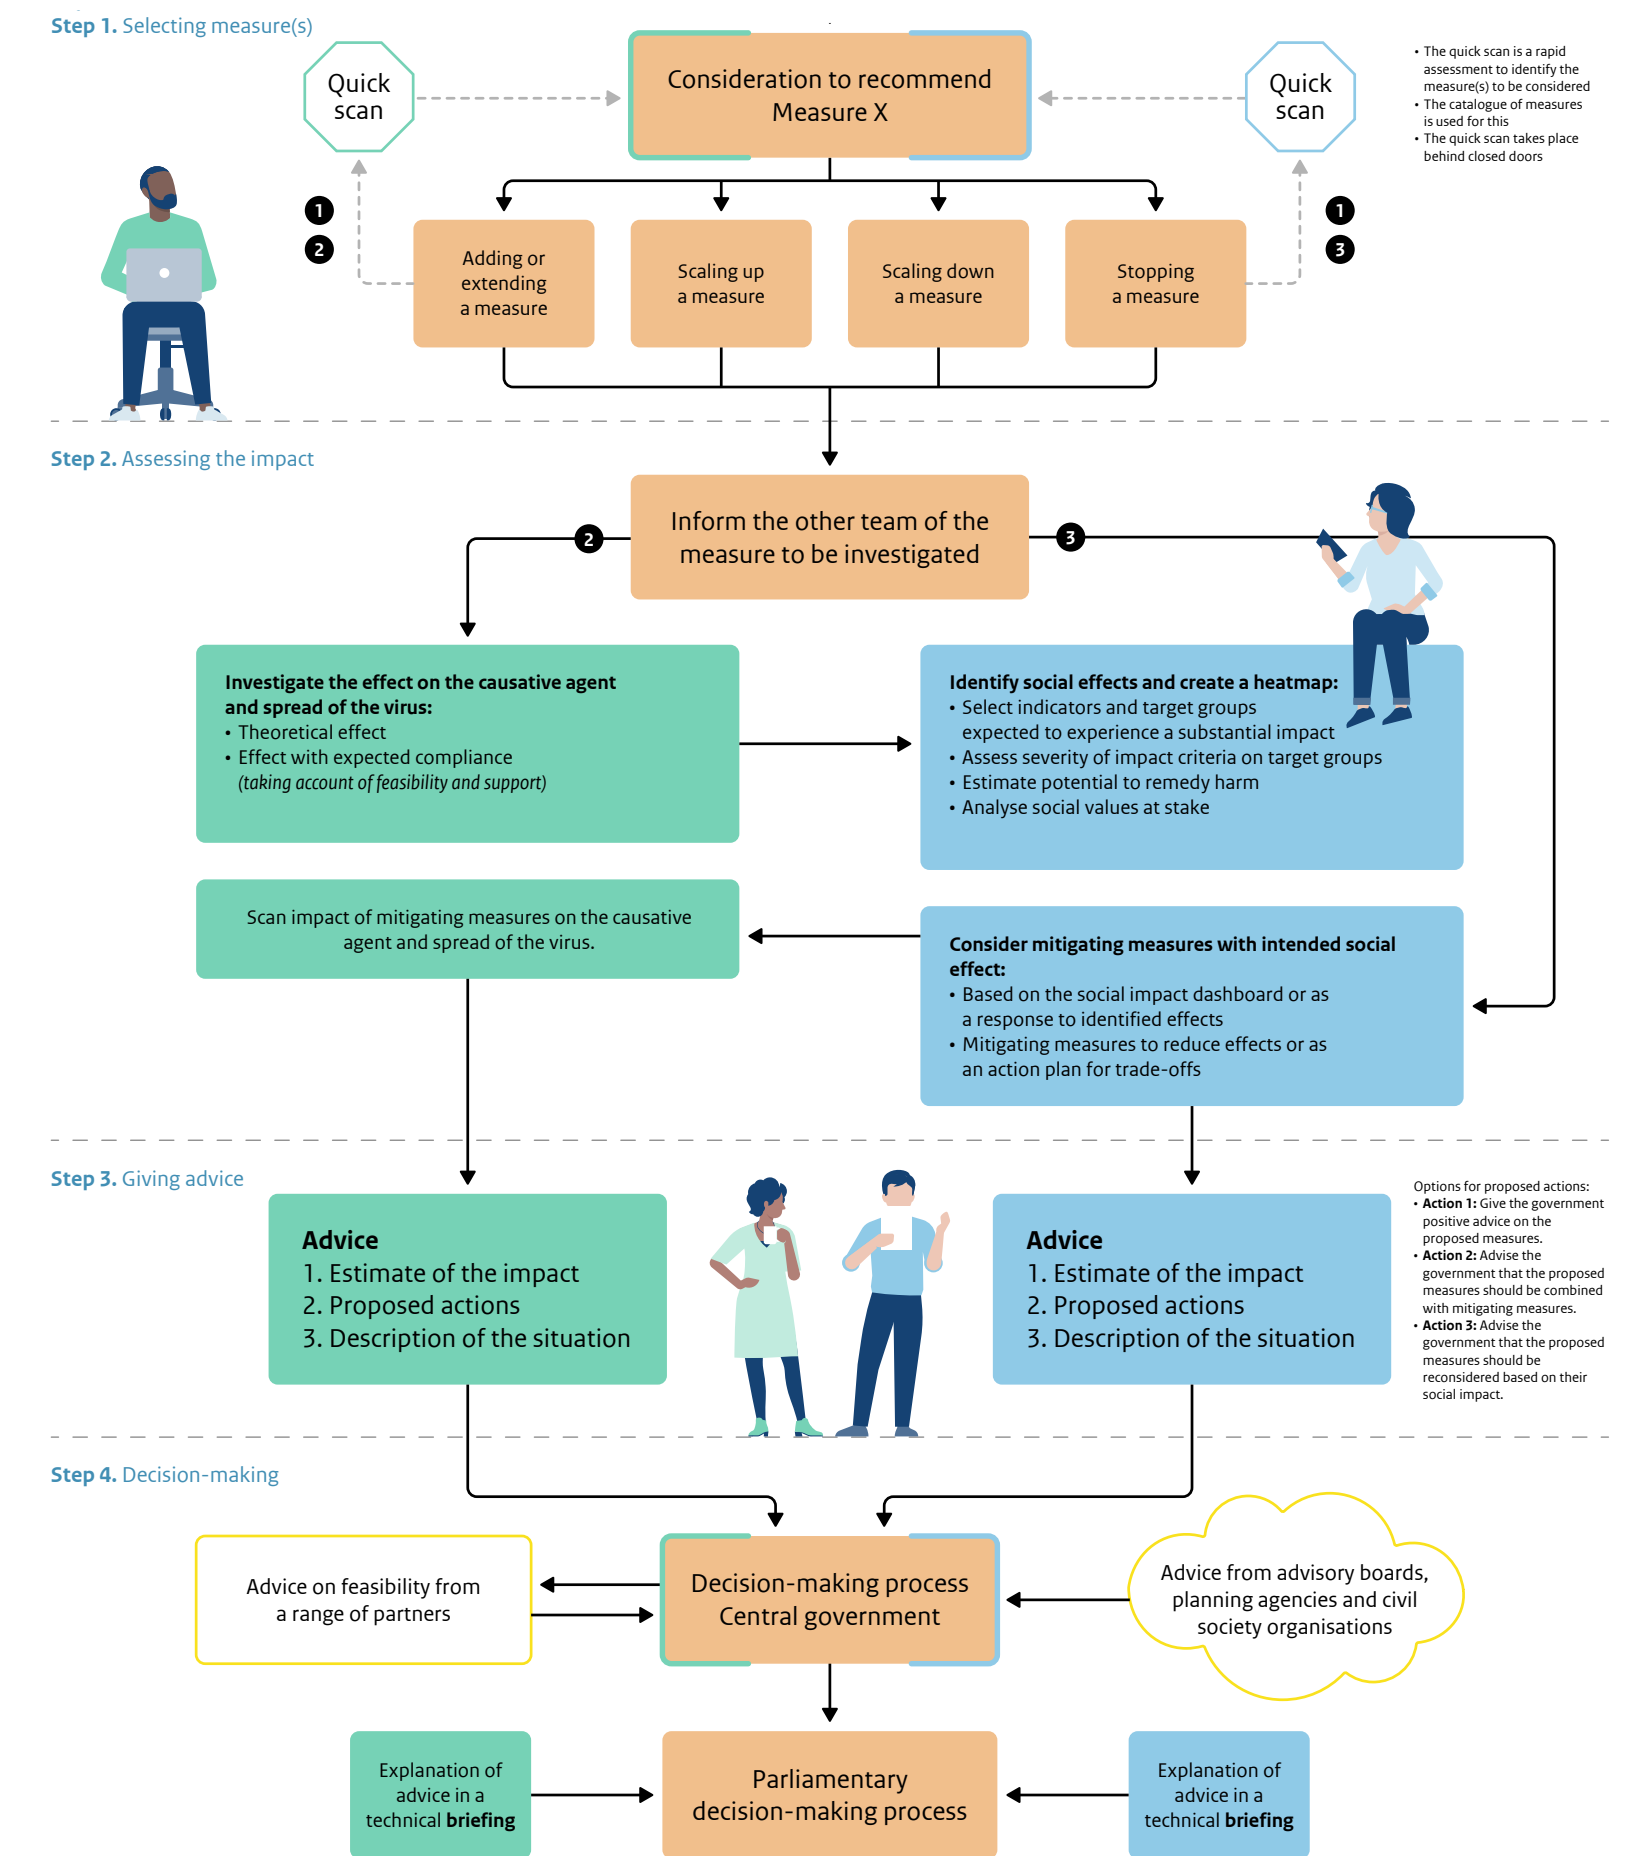 Step 1. Selecting measure(s)
Quick
scan
Consideration to recommend
Measure X
Quick
scan
• The quick scan is a rapid
assessment to identify the
measure(s) to be considered
• The catalogue of measures
is used for this
• The quick scan takes place
behind closed doors
1
2
1
3
Adding or
extending
a measure
Scaling up
a measure
Scaling down
a measure
Stopping
a measure
Step 2. Assessing the impact
Inform the other team of the
measure to be investigated
2
3
Investigate the effect on the causative agent
and spread of the virus:
• Theoretical effect
• Effect with expected compliance
(taking account of feasibility and support)
Identify social effects and create a heatmap:
• Select indicators and target groups
expected to experience a substantial impact
• Assess severity of impact criteria on target groups
• Estimate potential to remedy harm
• Analyse social values at stake
Scan impact of mitigating measures on the causative
agent and spread of the virus.
Consider mitigating measures with intended social
effect:
• Based on the social impact dashboard or as
a response to identified effects
• Mitigating measures to reduce effects or as
an action plan for trade-offs
Step 3. Giving advice
Advice
1. Estimate of the impact
2. Proposed actions
3. Description of the situation
Advice
1. Estimate of the impact
2. Proposed actions
3. Description of the situation
Options for proposed actions:
• Action 1: Give the government
positive advice on the
proposed measures.
• Action 2: Advise the
government that the proposed
measures should be combined
with mitigating measures.
• Action 3: Advise the
government that the proposed
measures should be
reconsidered based on their
social impact.
Step 4. Decision-making
Advice on feasibility from
a range of partners
Decision-making process
Central government
Advice from advisory boards,
planning agencies and civil
society organisations
Explanation of
advice in a
technical briefing
Parliamentary
decision-making process
Explanation of
advice in a
technical briefing